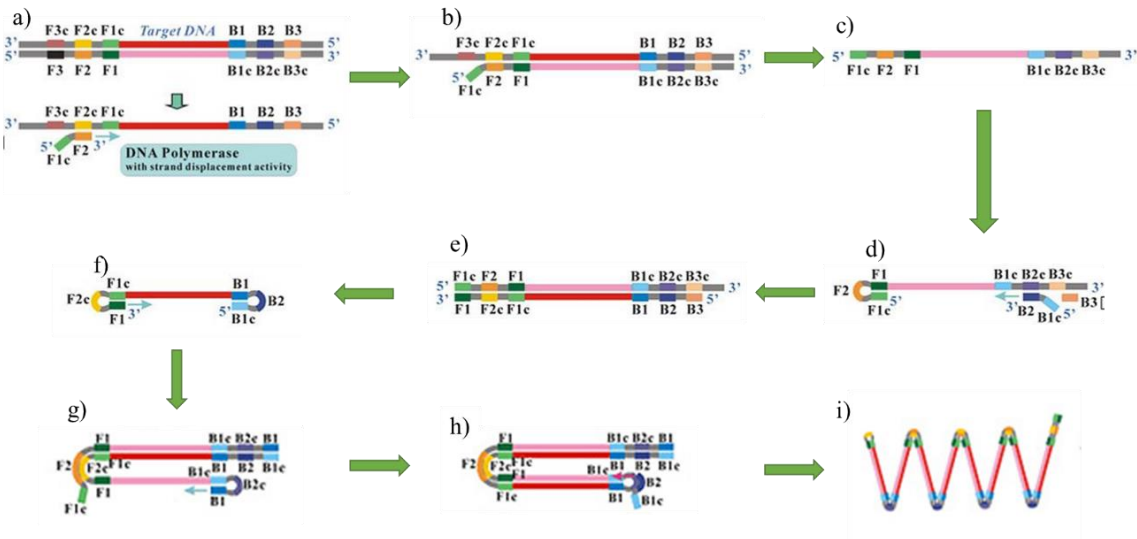 a)
F3c F2c F1c Target DNA B1 B2 B3
3' 5'
5' 3'
F3 F2 F1 B1c B2c B3c
F3c F2c F1c B1 B2 B3
3' 5'
5' F2 3'
F1c
DNA Polymerase
with strand displacement activity
b)
F3c F2c F1c B1 B2 B3
3' 5'
F2 F1 3'
F1c B1c B2c B3c
c)
5' 3'
F1c F2 F1 B1c B2c B3c
d)
F1 B1c B2c B3c
F2 3'
F1c 5' 3' B2 B1c 5' B3
e)
F1c F2 F1 B1c B2c B3c
5' 3'
3' 5'
F1 F2c F1c B1 B2 B3
f)
F1c B1
F2c B2
F1 3' 5' B1c
g)
F1 B1c B2c B1
F2 F2c F1c B1c B1 B2 B1c
F1 B2c
F1c B1
h)
F1 B1c B2c B1
F2 F2c F1 B1c B1 B2 B1c
F1c B1 B2
B1c
i)